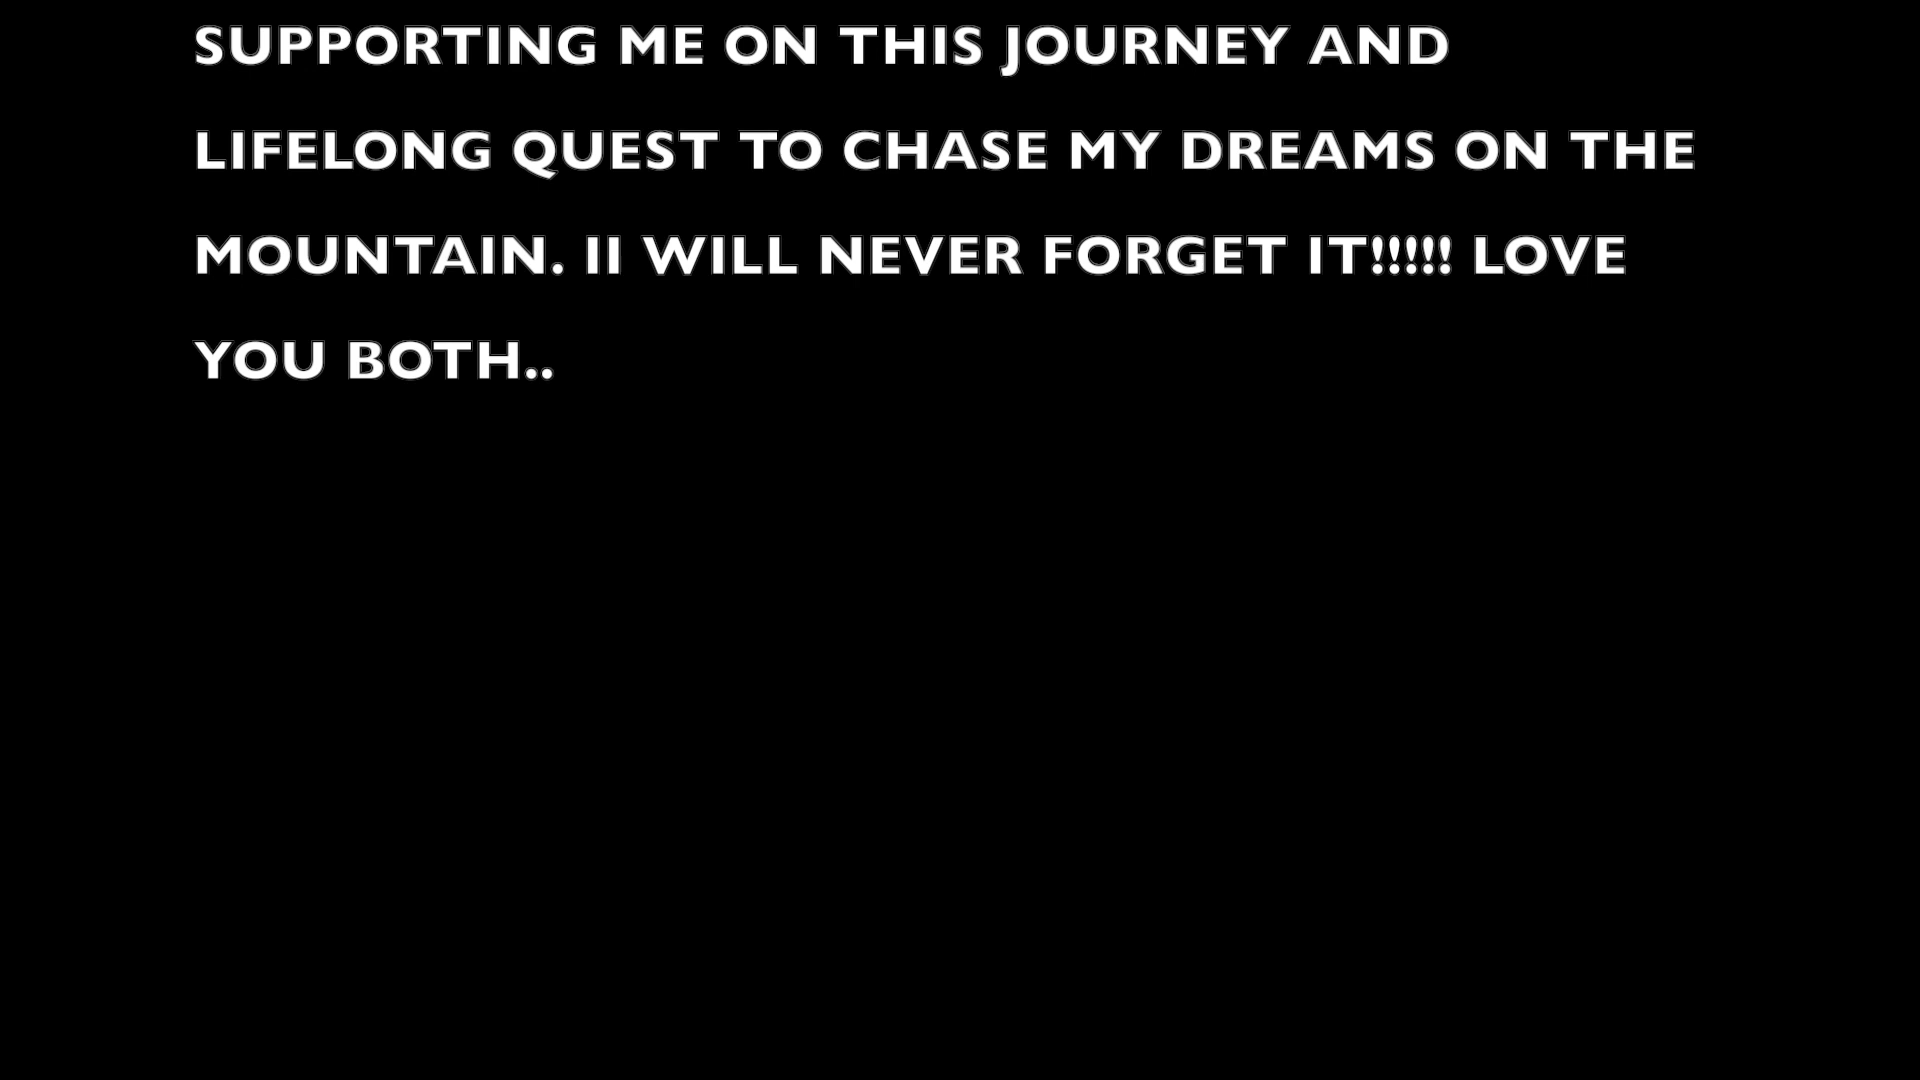 SUPPORTING ME ON THIS JOURNEY AND
LIFELONG QUEST TO CHASE MY DREAMS ON THE
MOUNTAIN. II WILL NEVER FORGET IT!!!!! LOVE
YOU BOTH..